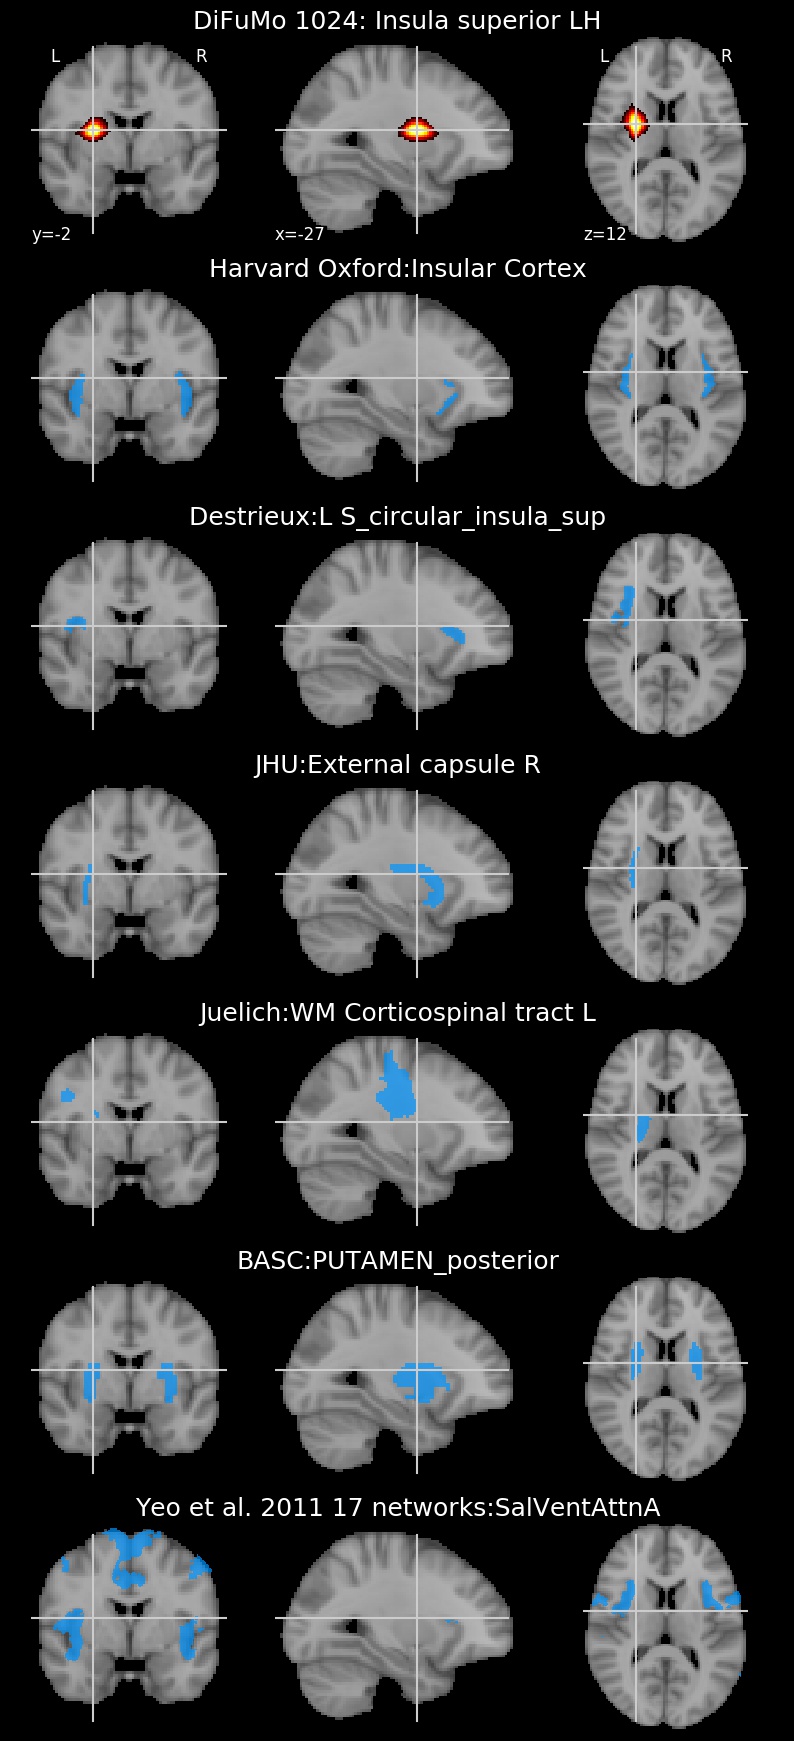 DiFuMo 1024: Insula superior LH
L R L R
y=-2 x=-27 z=12
Harvard Oxford:Insular Cortex
Destrieux:L S_circular_insula_sup
JHU:External capsule R
Juelich:WM Corticospinal tract L
BASC:PUTAMEN_posterior
Yeo et al. 2011 17 networks:SalVentAttnA